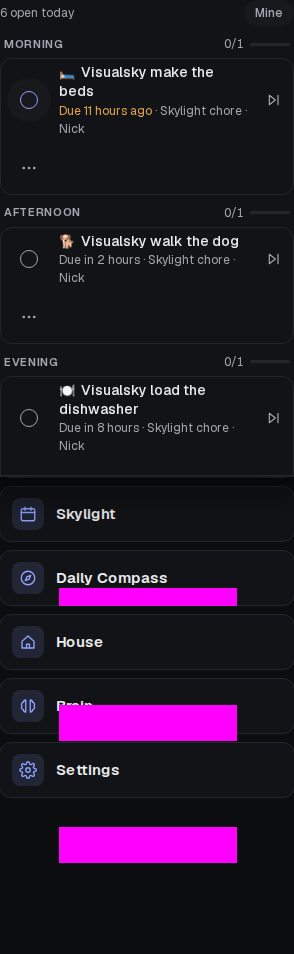 6 open today
Mine
MORNING
0/1
Visualsky make the
beds
Due 11 hours ago · Skylight chore ·
Nick
AFTERNOON
0/1
Visualsky walk the dog
Due in 2 hours · Skylight chore ·
Nick
EVENING
0/1
Visualsky load the
dishwasher
Due in 8 hours · Skylight chore ·
Nick
Skylight
Daily Compass
House
Brain
Settings